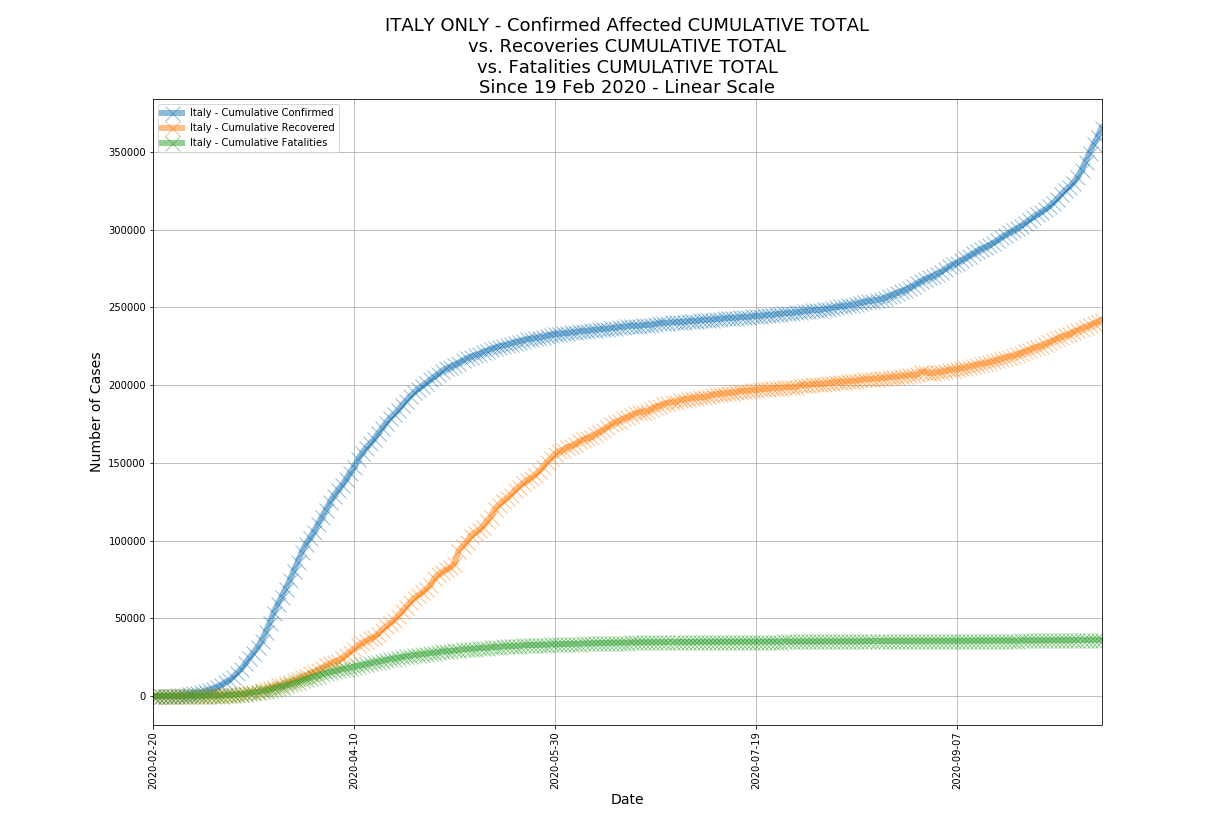 ITALY ONLY - Confirmed Affected CUMULATIVE TOTAL
vs. Recoveries CUMULATIVE TOTAL
vs. Fatalities CUMULATIVE TOTAL
Since 19 Feb 2020 - Linear Scale
Italy - Cumulative Confirmed
Italy - Cumulative Recovered
Italy - Cumulative Fatalities
Number of Cases
350000
300000
250000
200000
150000
100000
50000
0
2020-02-20
2020-04-10
2020-05-30
2020-07-19
2020-09-07
Date